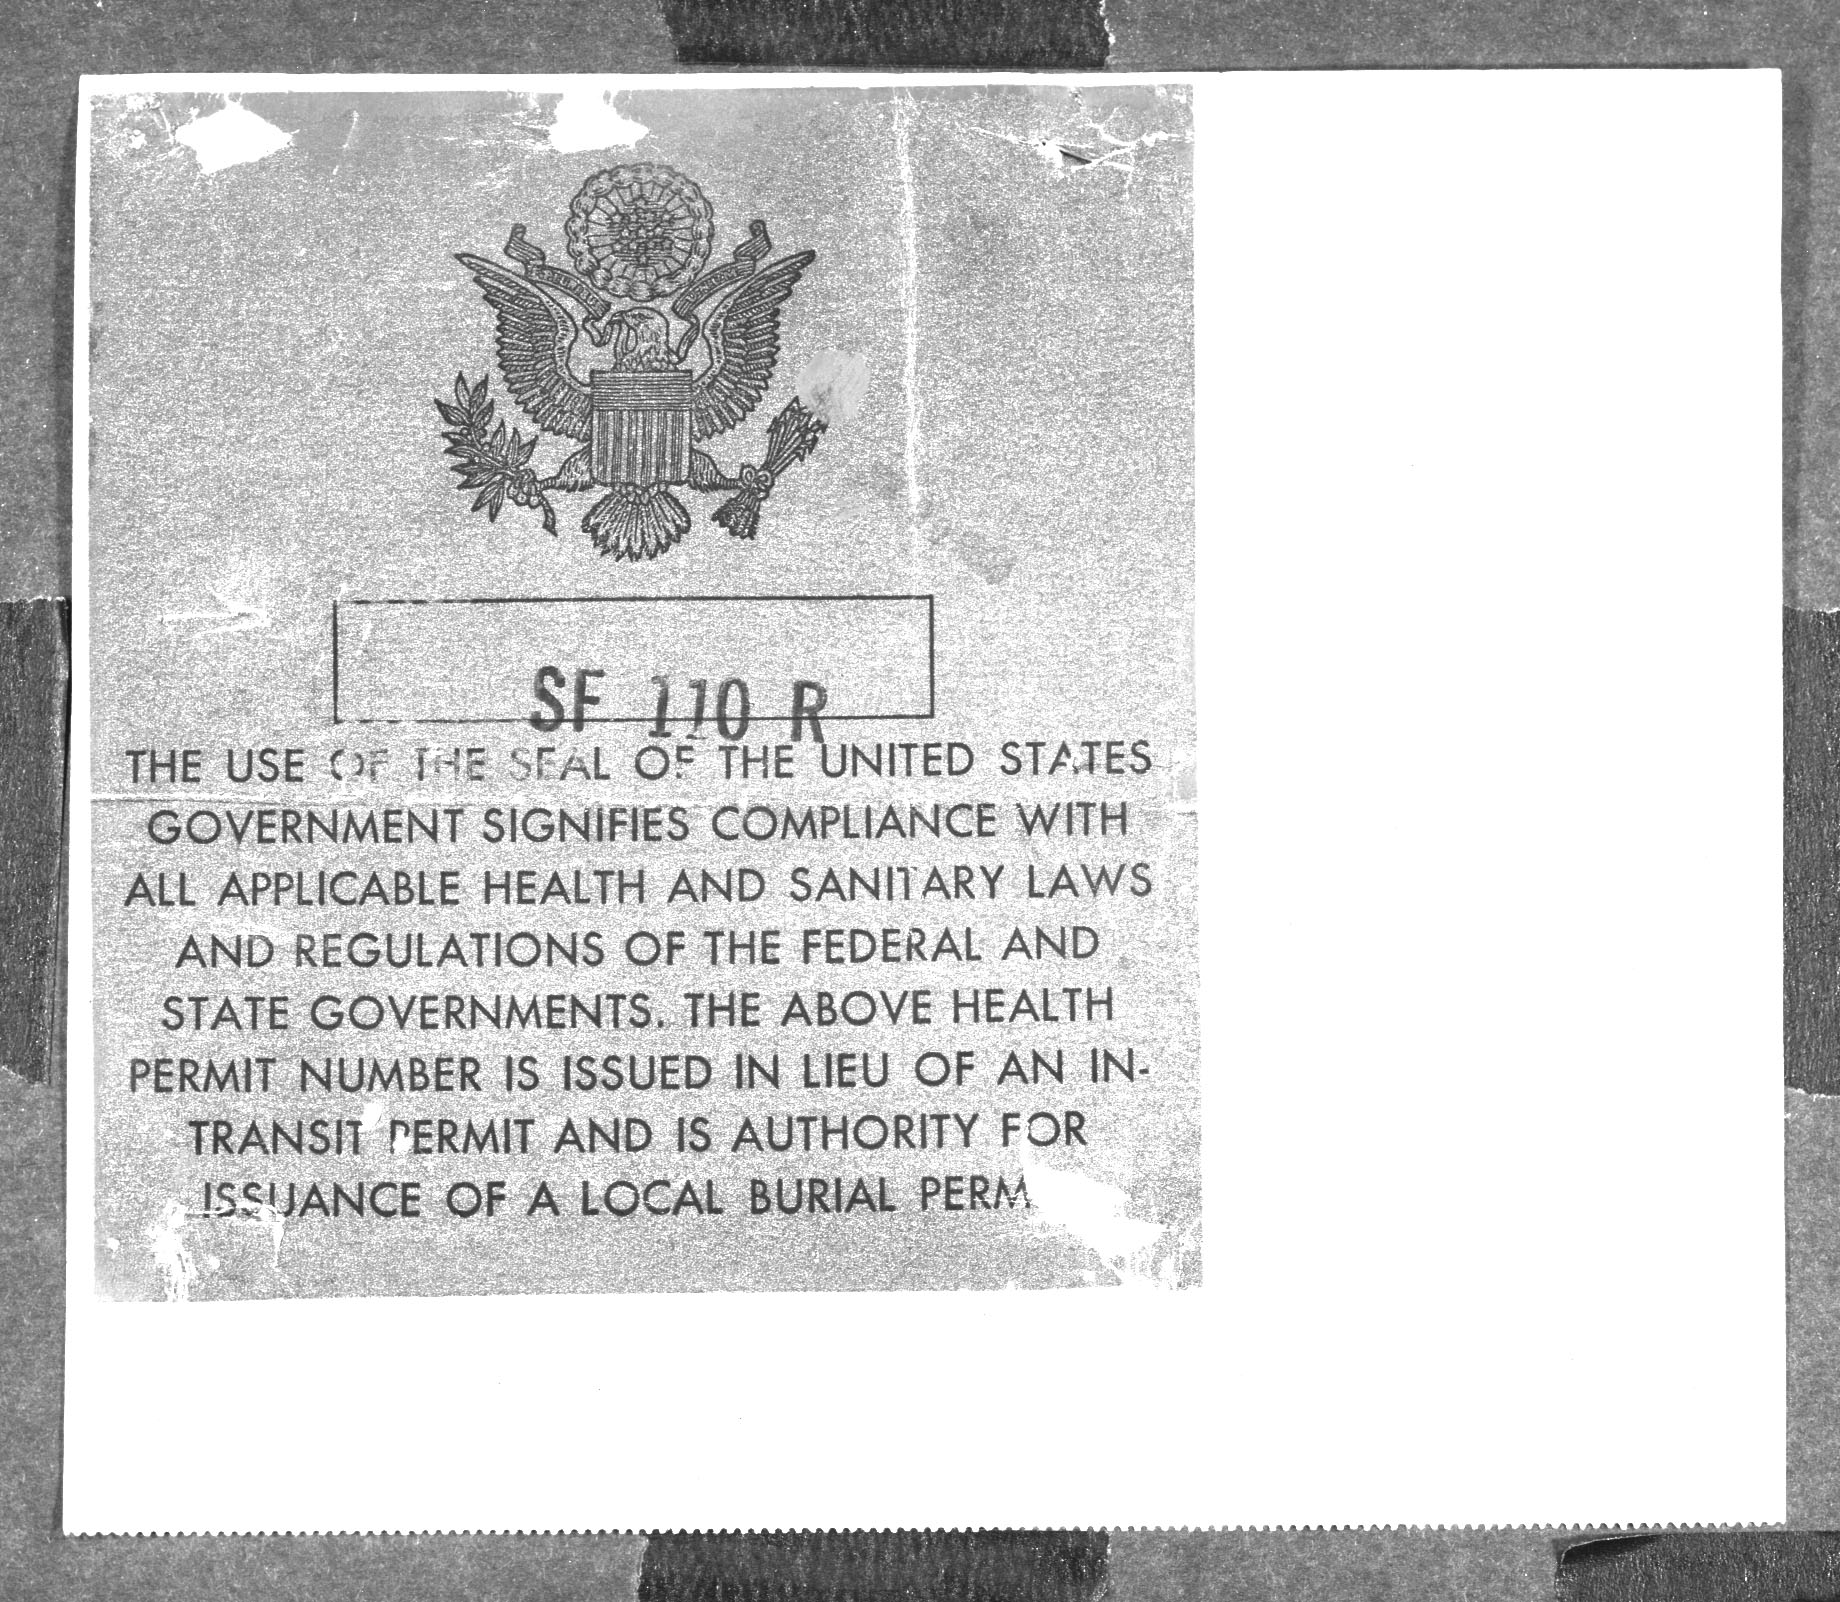 SF 110 R
THE USE OF THE SEAL OF THE UNITED STATES
GOVERNMENT SIGNIFIES COMPLIANCE WITH
ALL APPLICABLE HEALTH AND SANITARY LAWS
AND REGULATIONS OF THE FEDERAL AND
STATE GOVERNMENTS. THE ABOVE HEALTH
PERMIT NUMBER IS ISSUED IN LIEU OF AN IN-
TRANSIT PERMIT AND IS AUTHORITY FOR
ISSUANCE OF A LOCAL BURIAL PERM